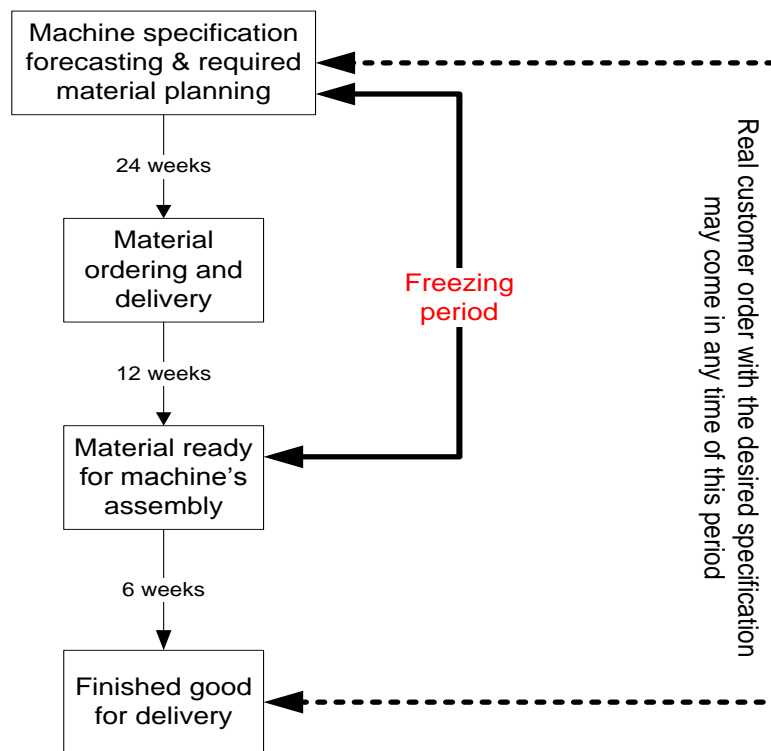 Machine specification
forecasting & required
material planning
24 weeks
Material
ordering and
delivery
Freezing
period
12 weeks
Material ready
for machine's
assembly
6 weeks
Finished good
for delivery
Real customer order with the desired specification
may come in any time of this period